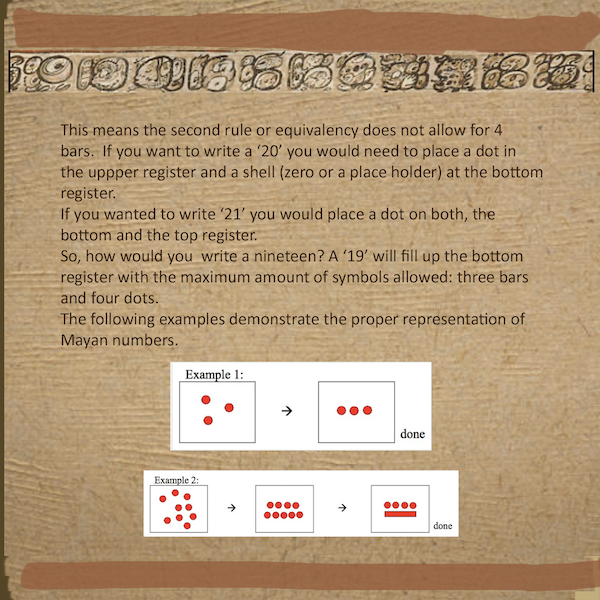 This means the second rule or equivalency does not allow for 4
bars.  If you want to write a ‘20’ you would need to place a dot in
the uppper register and a shell (zero or a place holder) at the bottom
register.
If you wanted to write ‘21’ you would place a dot on both, the
bottom and the top register.
So, how would you  write a nineteen? A ‘19’ will fill up the bottom
register with the maximum amount of symbols allowed: three bars
and four dots.
The following examples demonstrate the proper representation of
Mayan numbers.
Example 1:
→
done
Example 2:
→ →
done